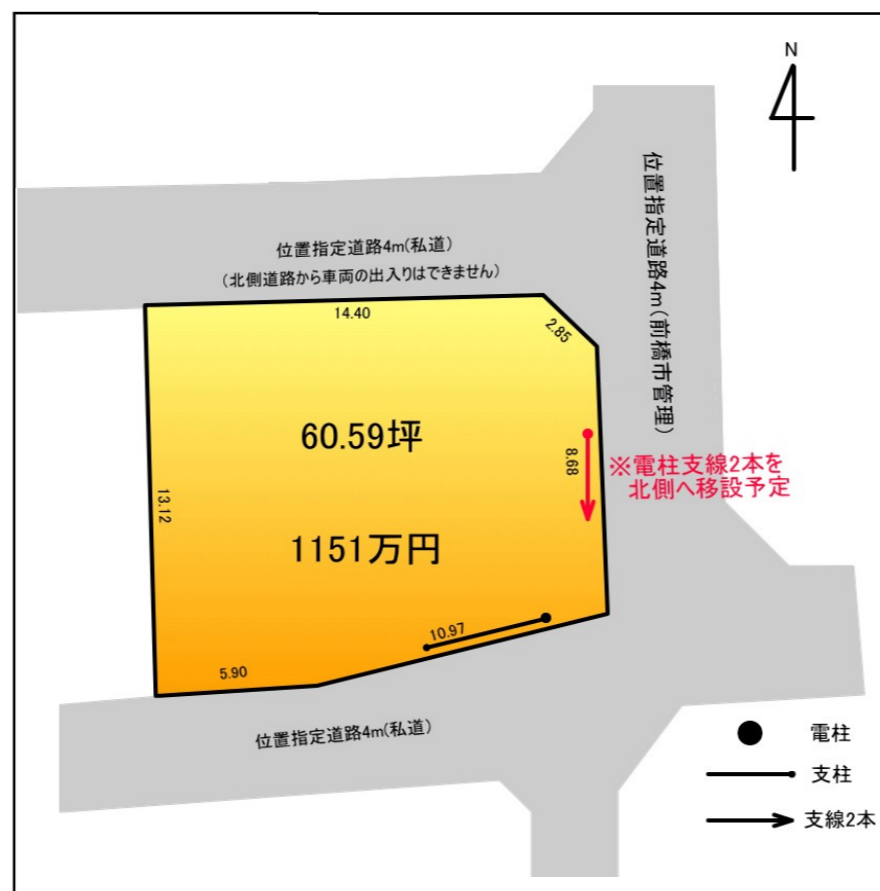 N
位置指定道路4m(私道)
(北側道路から車両の出入りはできません)
14.40
2.85
位置指定道路4m(前橋市管理)
60.59坪
8.68
※電柱支線2本を
北側へ移設予定
13.12
1151万円
10.97
5.90
位置指定道路4m(私道)
電柱
支柱
支線2本